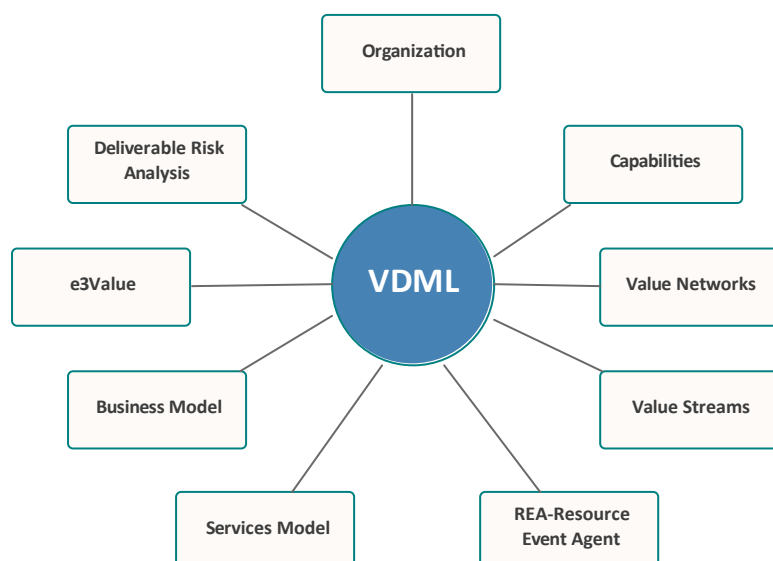 Organization
Deliverable Risk
Analysis
Capabilities
e3Value
VDML
Value Networks
Business Model
Value Streams
Services Model
REA-Resource
Event Agent